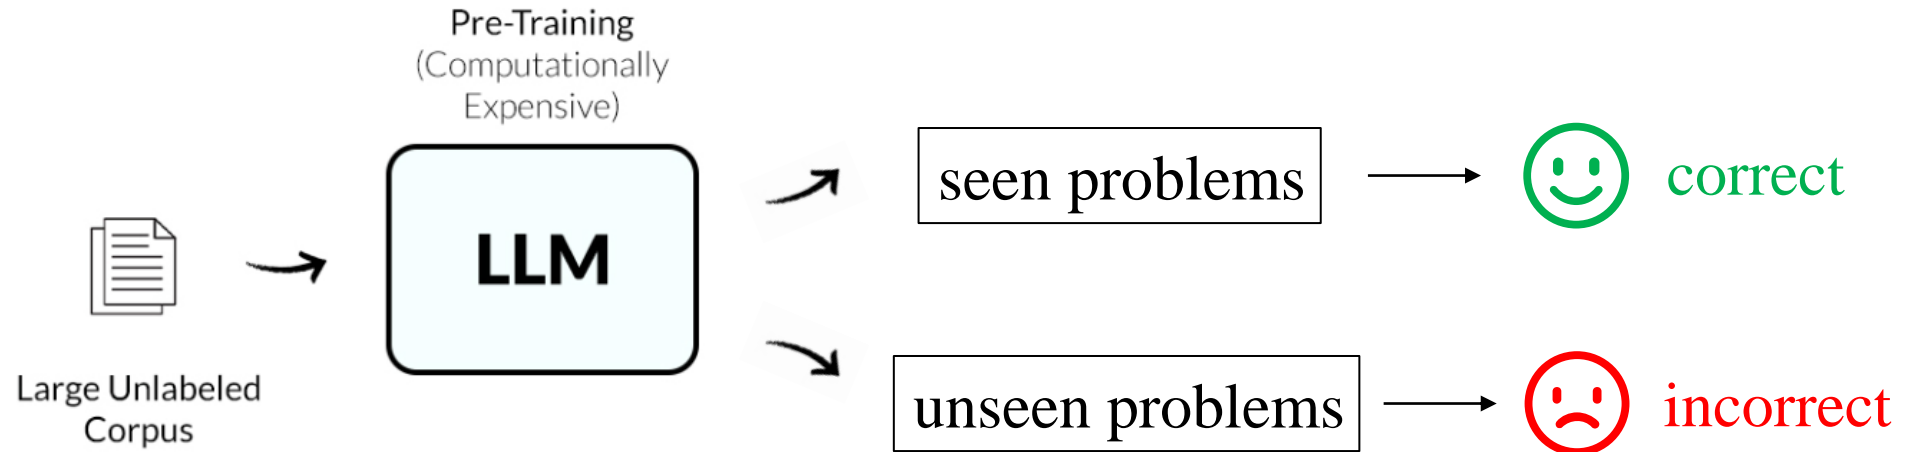 Pre-Training
(Computationally
Expensive)
LLM
Large Unlabeled
Corpus
seen problems
correct
unseen problems
incorrect